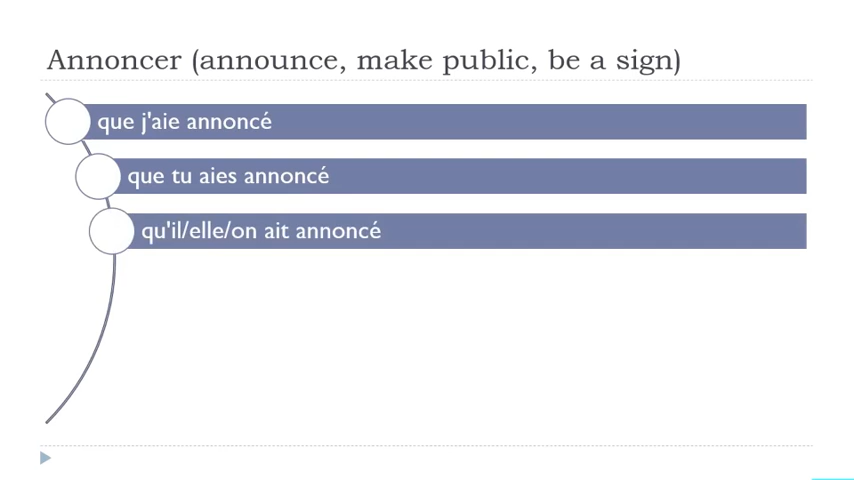 Annoncer (announce, make public, be a sign)
que j'aie annoncé
que tu aies annoncé
qu'il/elle/on ait annoncé